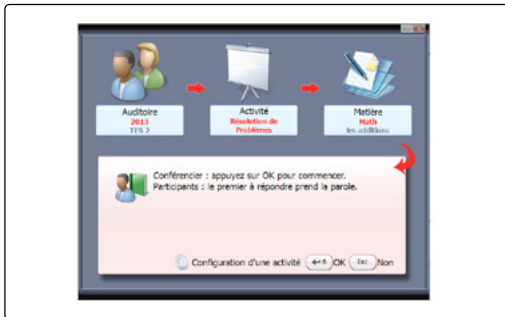 Auditoire
2013
TES 2
Activité
Résolution de
Problèmes
Matière
Math
les additions
Conférencier : appuyez sur OK pour commencer.
Participants : le premier à répondre prend la parole.
Configuration d'une activité OK Esc Non